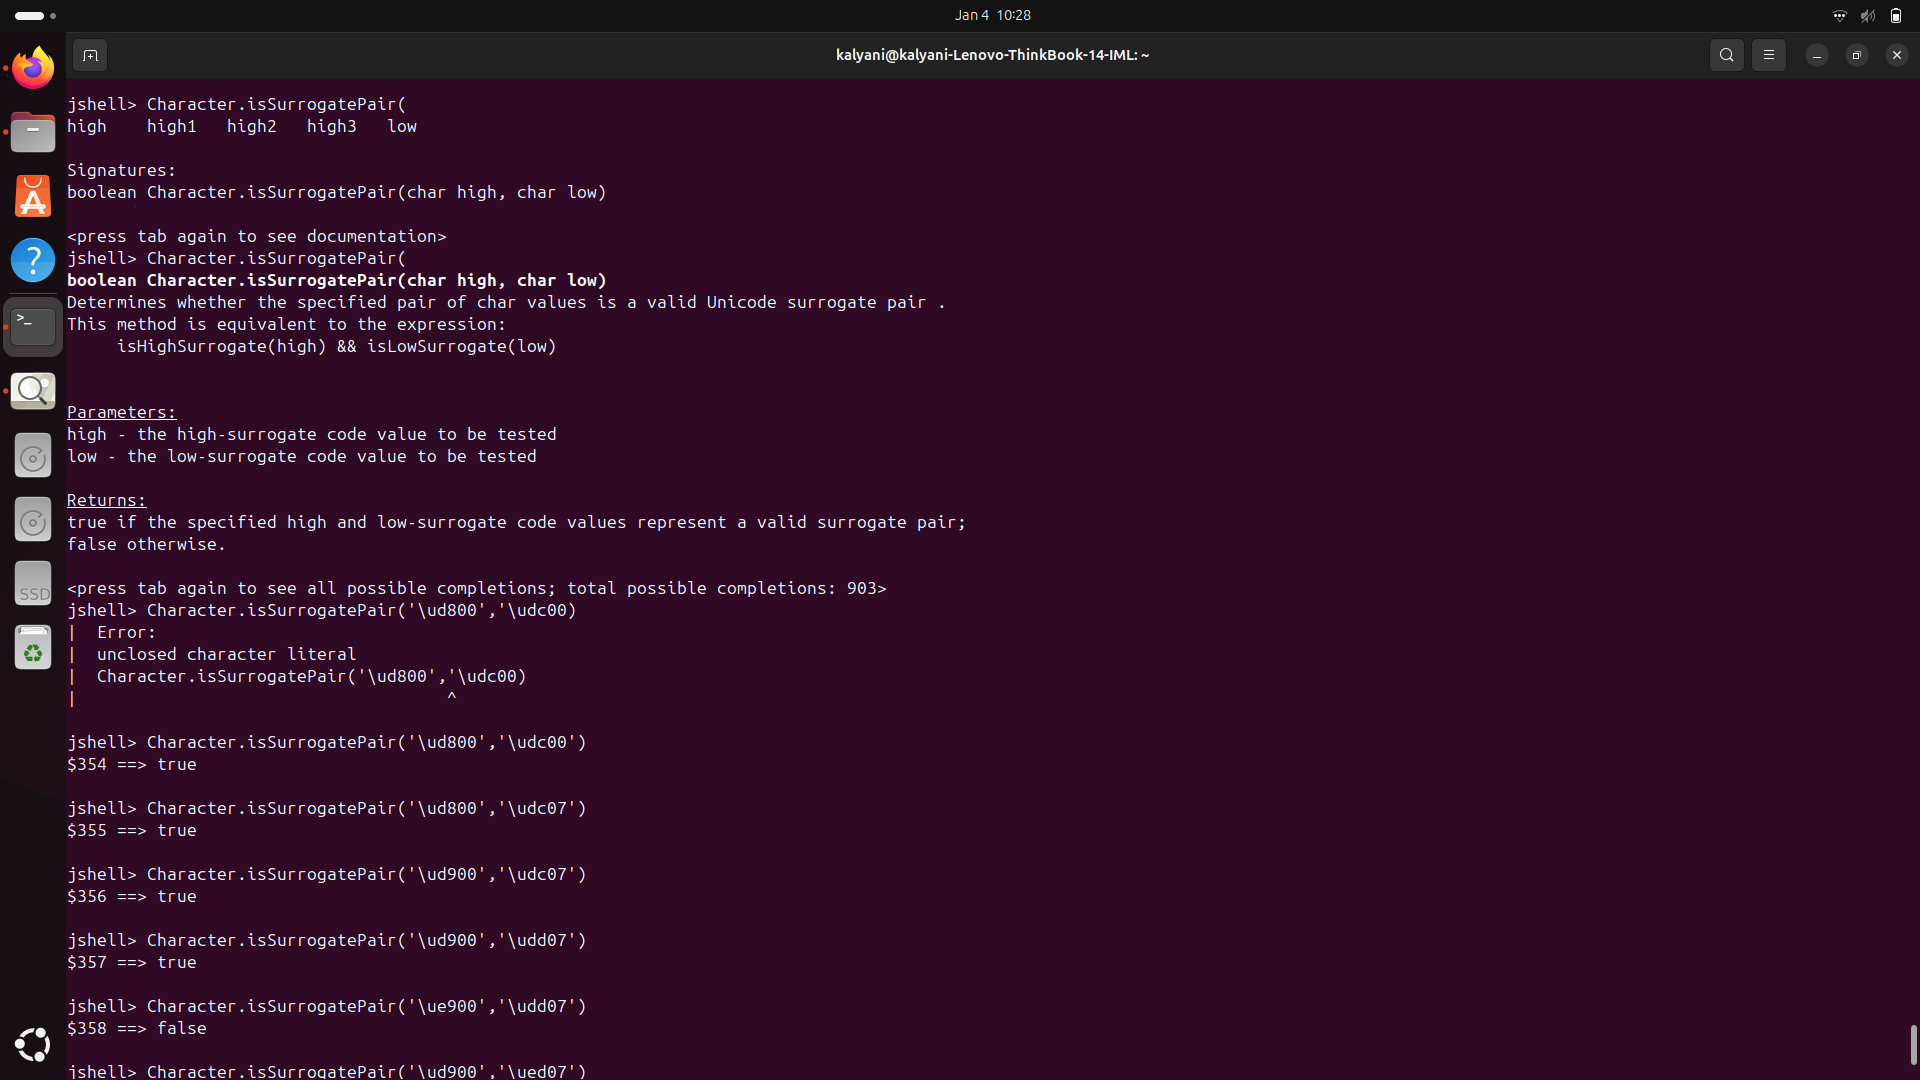 Jan 4 10:28
kalyani@kalyani-Lenovo-ThinkBook-14-IML: ~
jshell> Character.isSurrogatePair(
high    high1   high2   high3   low
Signatures:
boolean Character.isSurrogatePair(char high, char low)
<press tab again to see documentation>
jshell> Character.isSurrogatePair(
boolean Character.isSurrogatePair(char high, char low)
Determines whether the specified pair of char values is a valid Unicode surrogate pair .
This method is equivalent to the expression:
     isHighSurrogate(high) && isLowSurrogate(low)
Parameters:
high - the high-surrogate code value to be tested
low - the low-surrogate code value to be tested
Returns:
true if the specified high and low-surrogate code values represent a valid surrogate pair;
false otherwise.
<press tab again to see all possible completions; total possible completions: 903>
jshell> Character.isSurrogatePair('\ud800','\udc00)
|  Error:
|  unclosed character literal
|  Character.isSurrogatePair('\ud800','\udc00)
|                                     ^
jshell> Character.isSurrogatePair('\ud800','\udc00')
$354 ==> true
jshell> Character.isSurrogatePair('\ud800','\udc07')
$355 ==> true
jshell> Character.isSurrogatePair('\ud900','\udc07')
$356 ==> true
jshell> Character.isSurrogatePair('\ud900','\udd07')
$357 ==> true
jshell> Character.isSurrogatePair('\ue900','\udd07')
$358 ==> false
jshell> Character.isSurrogatePair('\ud900','\ued07')
SSD